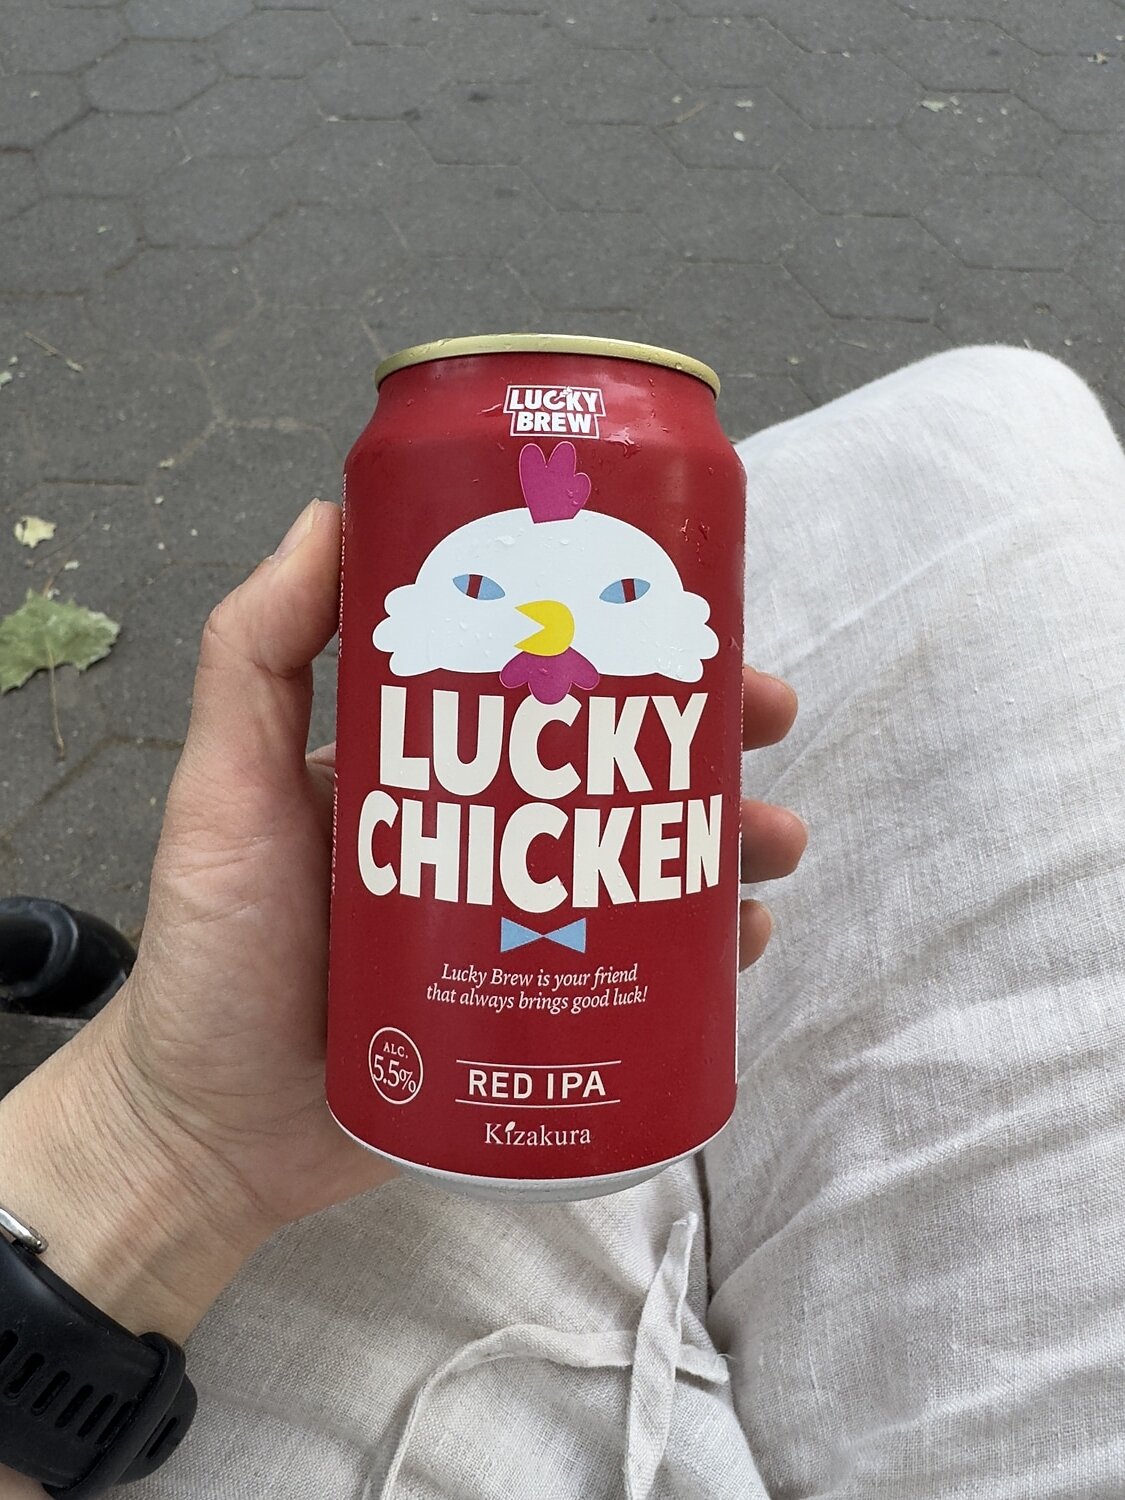 LUCKY
BREW
LUCKY
CHICKEN
Lucky Brew is your friend
that always brings good luck!
ALC.
5.5%
RED IPA
Kizakura